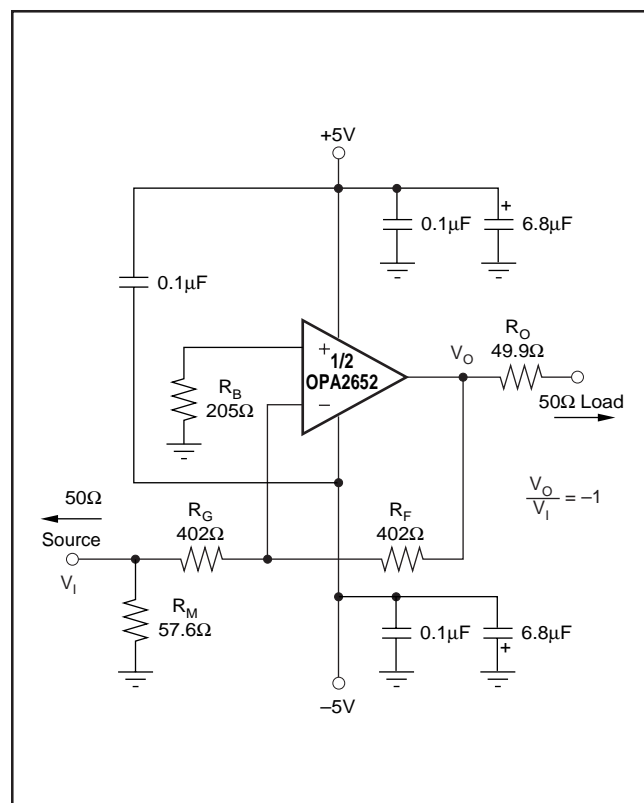 +5V
+
0.1µF
6.8µF
0.1µF
+
1/2
OPA2652
−
V_O
R_O
49.9Ω
50Ω Load
R_B
205Ω
V_O
V_I
= −1
50Ω
Source
V_I
R_G
402Ω
R_F
402Ω
R_M
57.6Ω
0.1µF
6.8µF
+
−5V